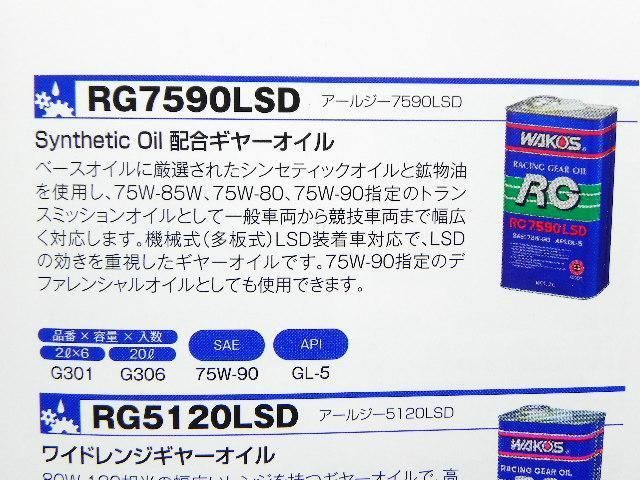 RG7590LSD アールジー7590LSD
Synthetic Oil 配合ギヤーオイル
ベースオイルに厳選されたシンセティックオイルと鉱物油
を使用し、75W-85W、75W-80、75W-90指定のトラン
スミッションオイルとして一般車両から競技車両まで幅広
く対応します。機械式(多板式)LSD装着車対応で、LSD
の効きを重視したギヤーオイルです。75W-90指定のデ
ファレンシャルオイルとしても使用できます。
WAKO'S
RACING GEAR OIL
RG
RG7590LSD
SAE:75W-90 API:GL-5
品番×容量×入数 SAE API
2ℓ×6 20ℓ
G301 G306 75W-90 GL-5
RG5120LSD アールジー5120LSD
ワイドレンジギヤーオイル
WAKO'S
RACING GEAR OIL